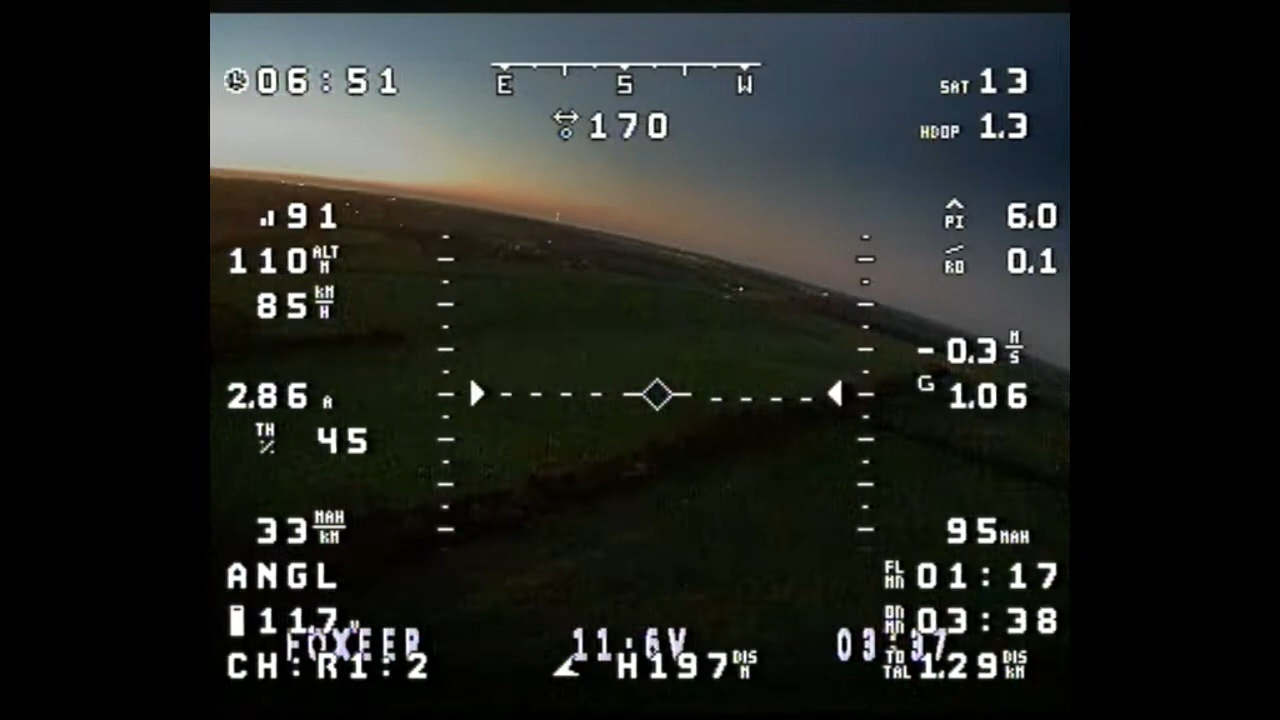 06:51
E S W
SAT 13
170
HDOP 1.3
91
PI 6.0
110 ALT M
RO 0.1
85 KM/H
-0.3 M/S
2.86 A
G 1.06
TH % 45
33 MAH/KM
95 MAH
ANGL
FL MN 01:17
11.7 V
ON MN 03:38
FOXEER 11.6V 03:37
CH:R1:2
H197 DIS M
TO TAL 1.29 DIS KM